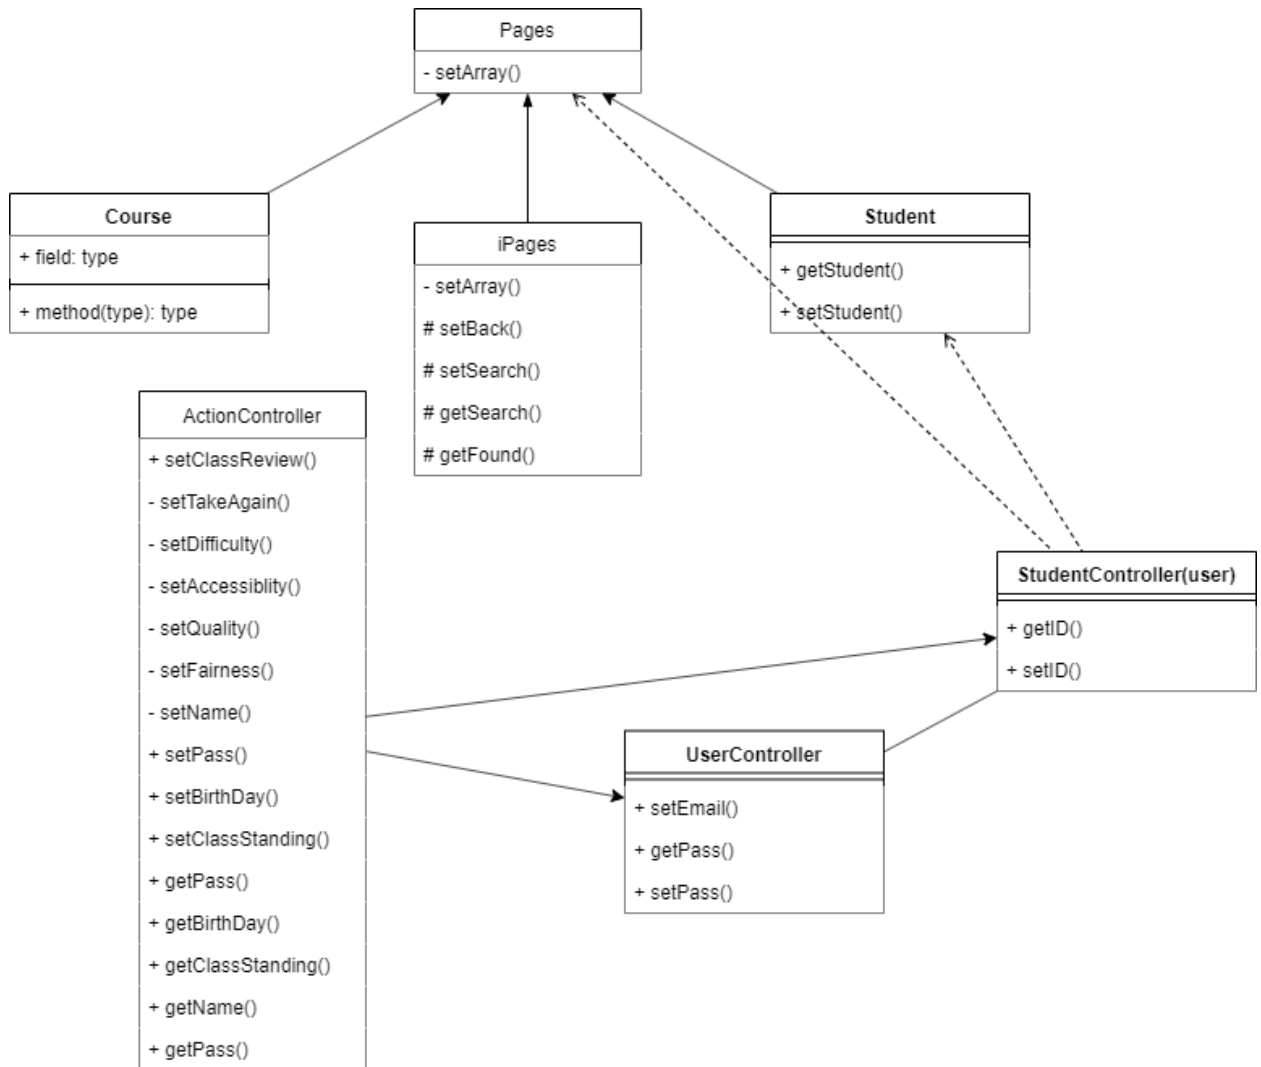 Pages
- setArray()
Course
+ field: type
+ method(type): type
iPages
- setArray()
# setBack()
# setSearch()
# getSearch()
# getFound()
Student
+ getStudent()
+ setStudent()
ActionController
+ setClassReview()
- setTakeAgain()
- setDifficulty()
- setAccessiblity()
- setQuality()
- setFairness()
- setName()
+ setPass()
+ setBirthDay()
+ setClassStanding()
+ getPass()
+ getBirthDay()
+ getClassStanding()
+ getName()
+ getPass()
StudentController(user)
+ getID()
+ setID()
UserController
+ setEmail()
+ getPass()
+ setPass()